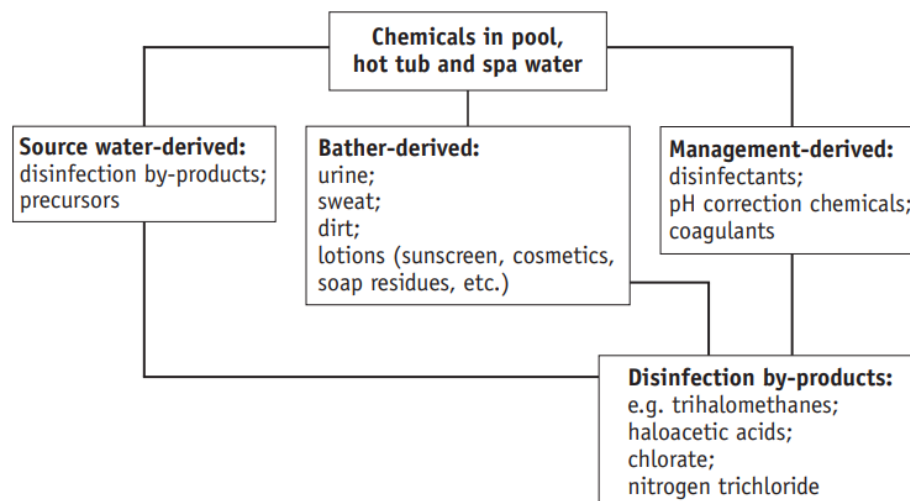 Chemicals in pool,
hot tub and spa water
Source water-derived:
disinfection by-products;
precursors
Bather-derived:
urine;
sweat;
dirt;
lotions (sunscreen, cosmetics,
soap residues, etc.)
Management-derived:
disinfectants;
pH correction chemicals;
coagulants
Disinfection by-products:
e.g. trihalomethanes;
haloacetic acids;
chlorate;
nitrogen trichloride